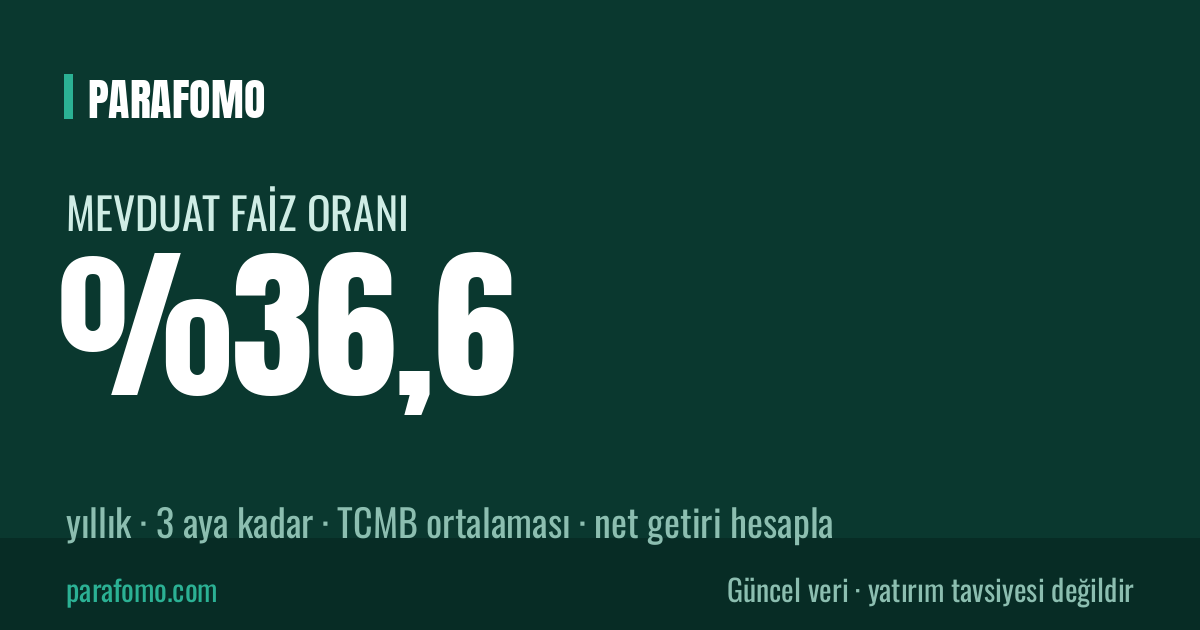 PARAFOMO
MEVDUAT FAİZ ORANI
%36,6
yıllık · 3 aya kadar · TCMB ortalaması · net getiri hesapla
parafomo.com
Güncel veri · yatırım tavsiyesi değildir